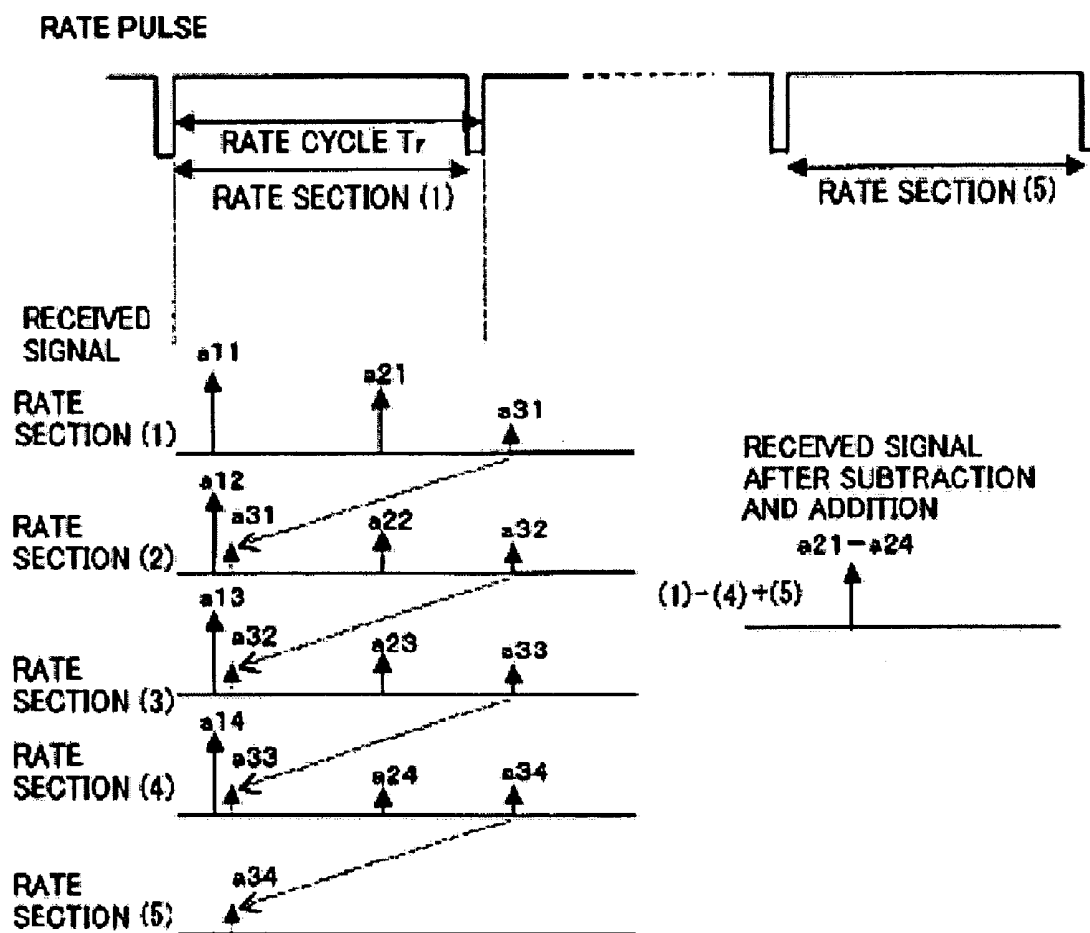 RATE PULSE
RATE CYCLE Tr
RATE SECTION (1)
RATE SECTION (5)
RECEIVED
SIGNAL
a11
a21
a31
RATE
SECTION (1)
a12
a31
a22
a32
RATE
SECTION (2)
a13
a32
a23
a33
RATE
SECTION (3)
a14
a33
a24
a34
RATE
SECTION (4)
a34
RATE
SECTION (5)
RECEIVED SIGNAL
AFTER SUBTRACTION
AND ADDITION
a21-a24
(1)-(4)+(5)